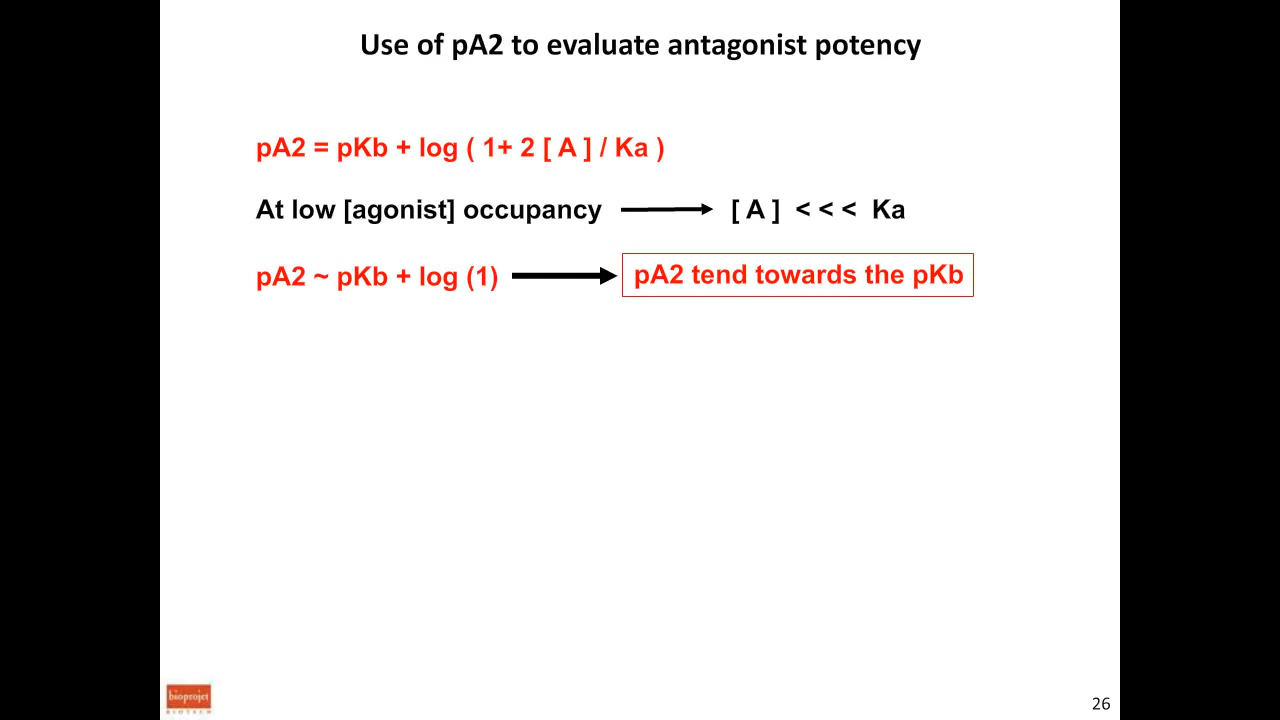 Use of pA2 to evaluate antagonist potency
pA2 = pKb + log ( 1+ 2 [ A ] / Ka )
At low [agonist] occupancy [ A ] < < < Ka
pA2 ~ pKb + log (1) pA2 tend towards the pKb
bioprojet
BIOTECH
26